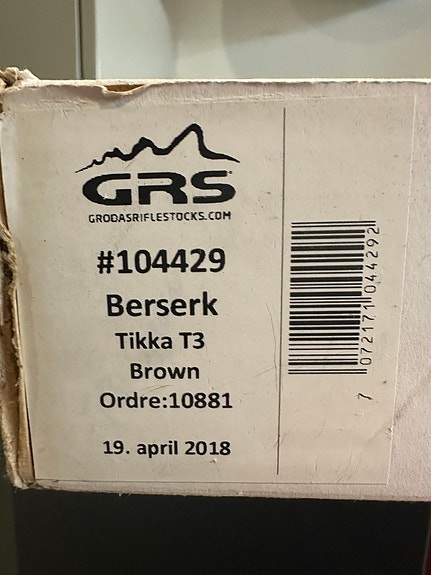 GRS
GRODASRIFLESTOCKS.COM
#104429
Berserk
Tikka T3
Brown
Ordre:10881
19. april 2018
7 072171 044292